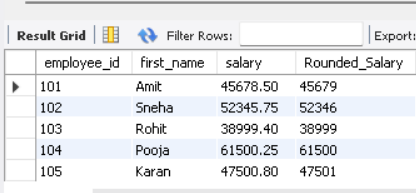 Result Grid Filter Rows: Export:
employee_id first_name salary Rounded_Salary
101 Amit 45678.50 45679
102 Sneha 52345.75 52346
103 Rohit 38999.40 38999
104 Pooja 61500.25 61500
105 Karan 47500.80 47501